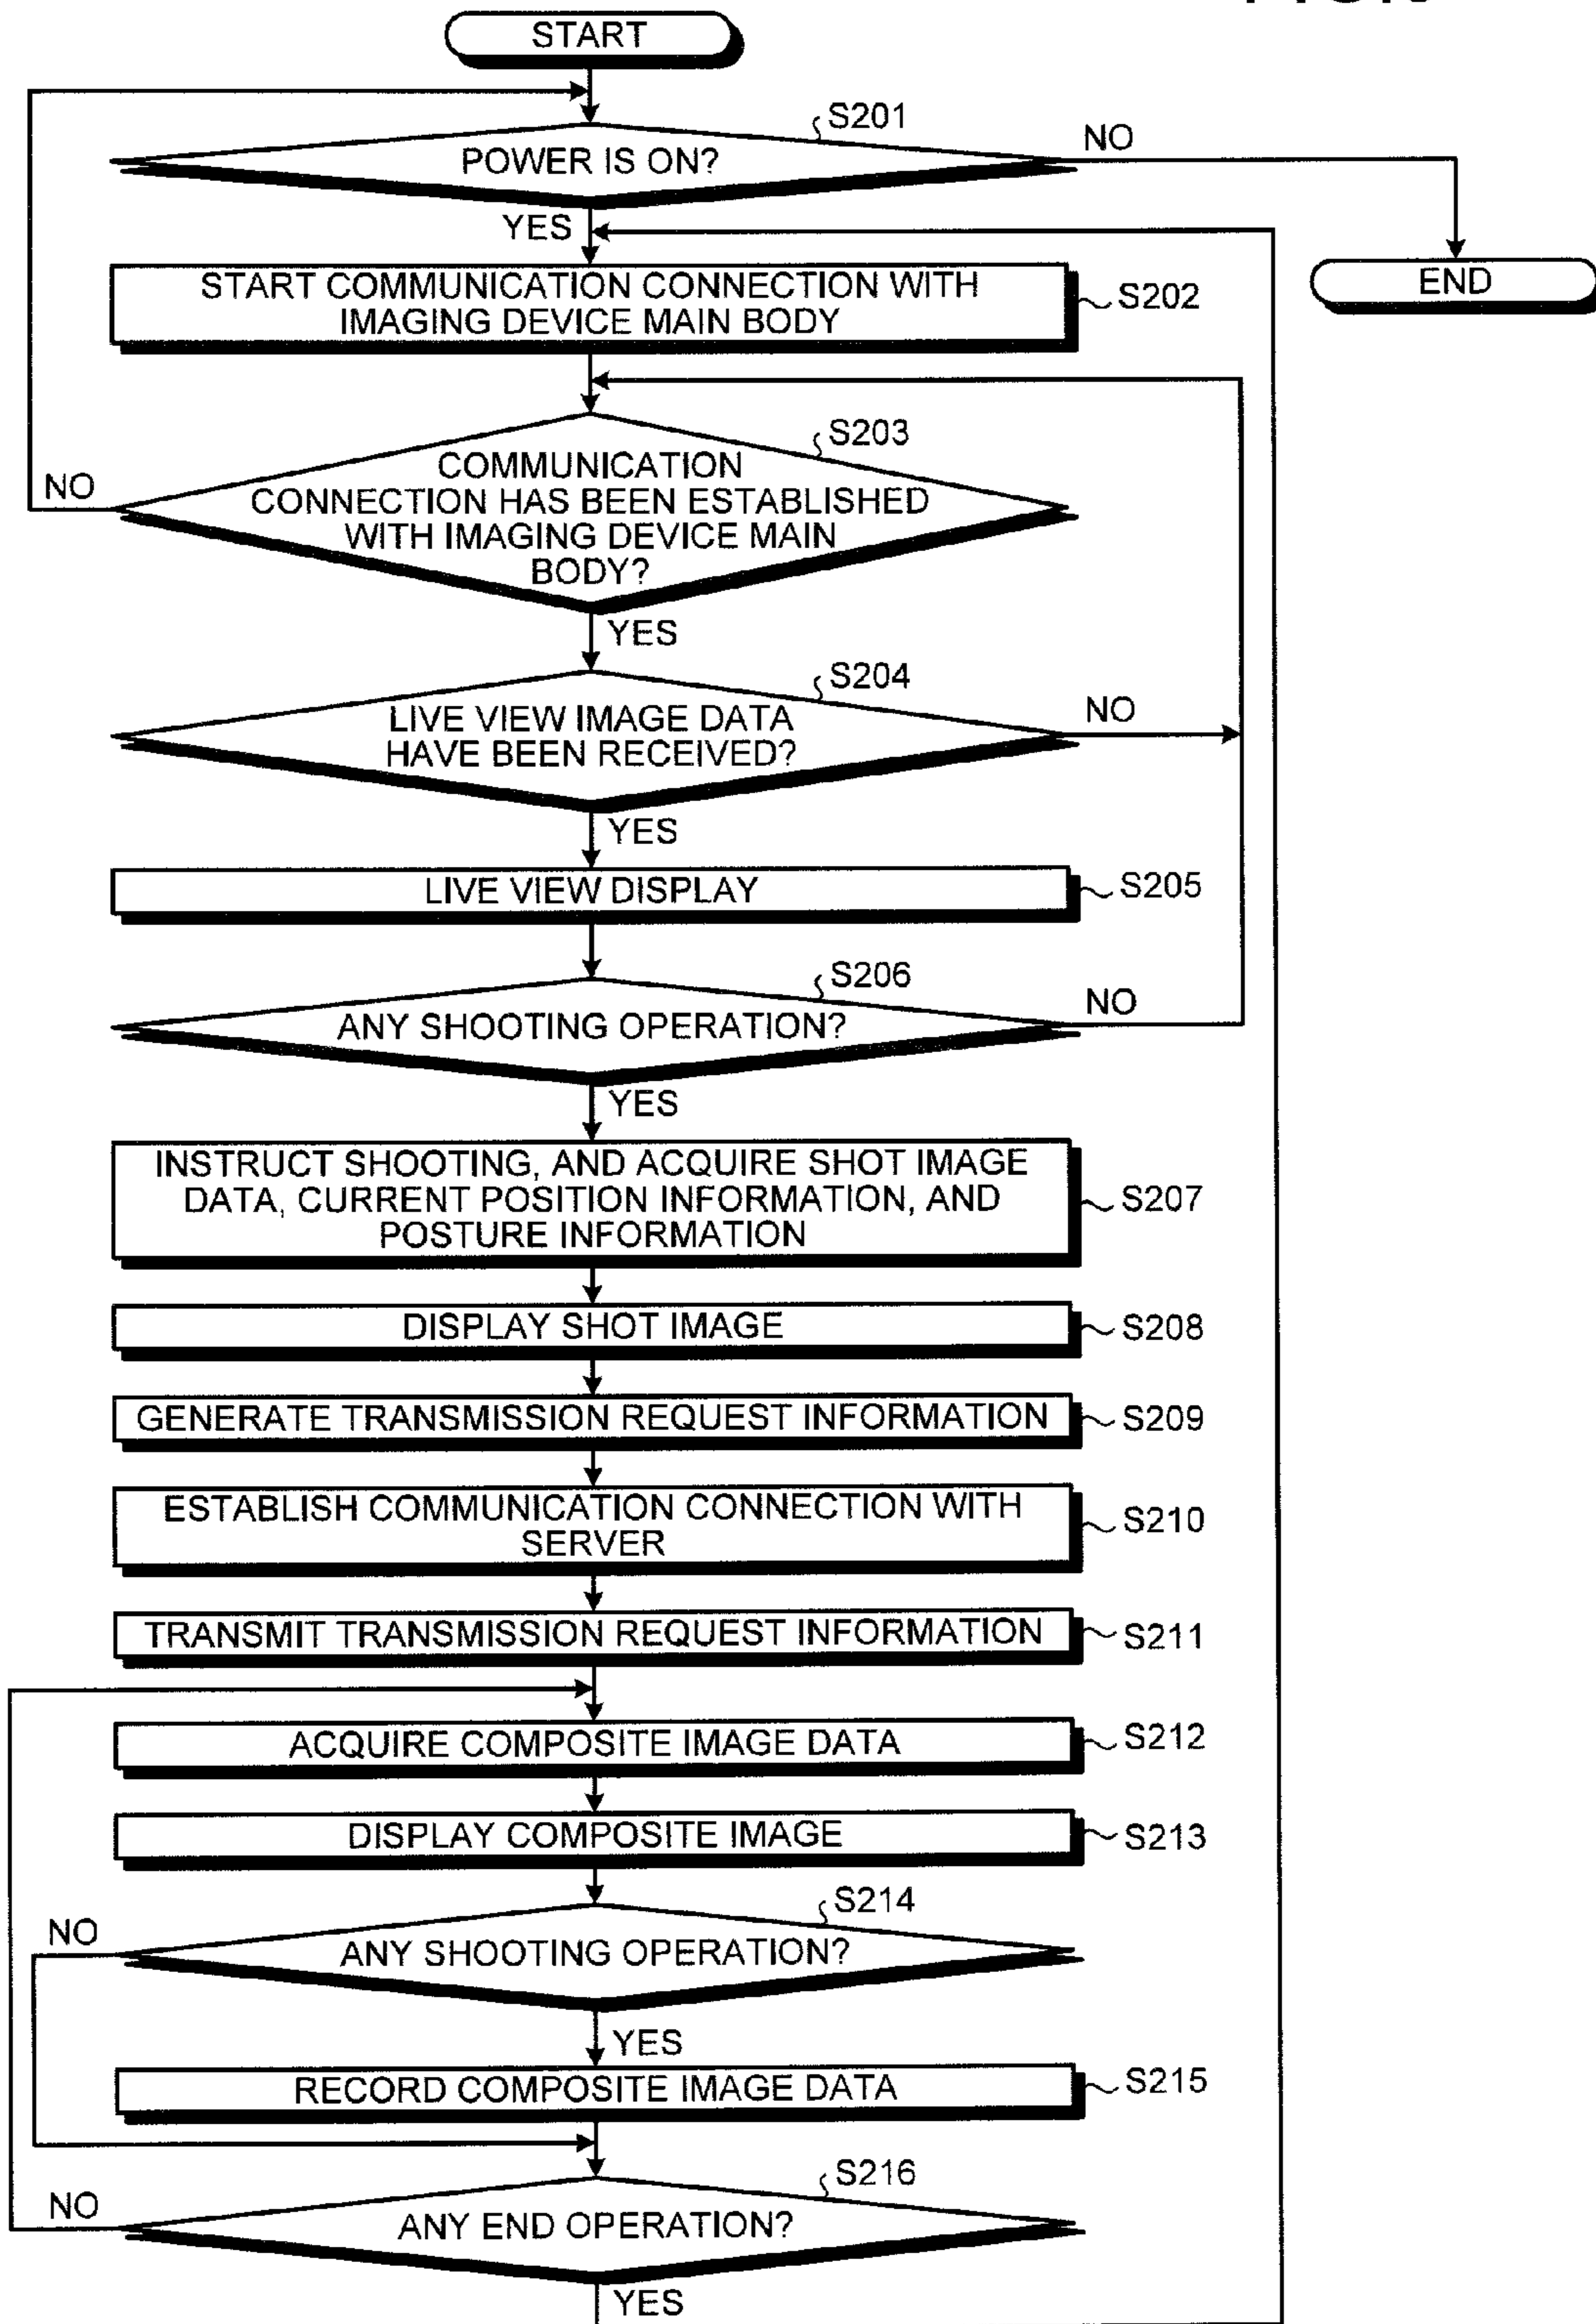 START
S201
POWER IS ON?
NO
YES
END
START COMMUNICATION CONNECTION WITH
IMAGING DEVICE MAIN BODY
S202
S203
COMMUNICATION
CONNECTION HAS BEEN ESTABLISHED
WITH IMAGING DEVICE MAIN
BODY?
NO
YES
S204
LIVE VIEW IMAGE DATA
HAVE BEEN RECEIVED?
NO
YES
LIVE VIEW DISPLAY
S205
S206
ANY SHOOTING OPERATION?
NO
YES
INSTRUCT SHOOTING, AND ACQUIRE SHOT IMAGE
DATA, CURRENT POSITION INFORMATION, AND
POSTURE INFORMATION
S207
DISPLAY SHOT IMAGE
S208
GENERATE TRANSMISSION REQUEST INFORMATION
S209
ESTABLISH COMMUNICATION CONNECTION WITH
SERVER
S210
TRANSMIT TRANSMISSION REQUEST INFORMATION
S211
ACQUIRE COMPOSITE IMAGE DATA
S212
DISPLAY COMPOSITE IMAGE
S213
S214
NO
ANY SHOOTING OPERATION?
YES
RECORD COMPOSITE IMAGE DATA
S215
S216
NO
ANY END OPERATION?
YES